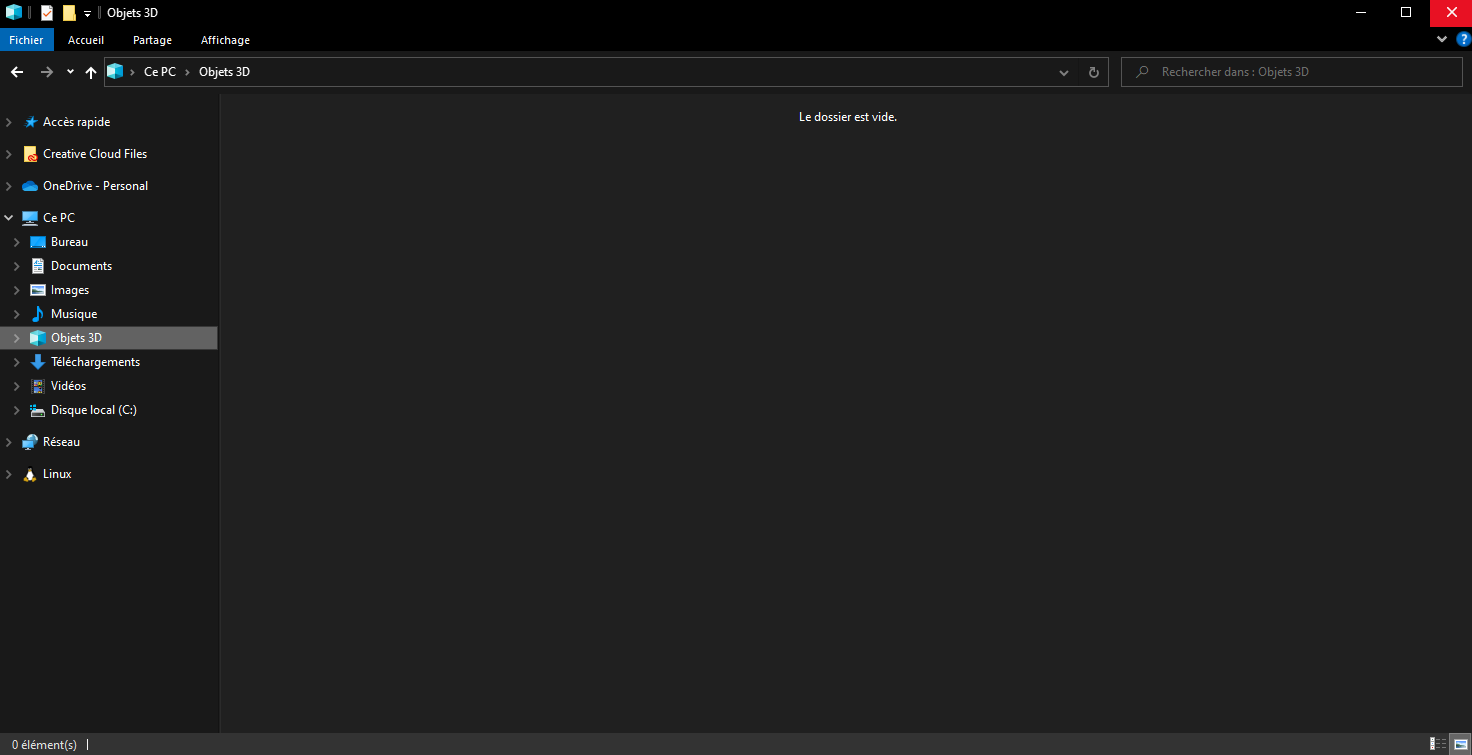 Objets 3D
Fichier Accueil Partage Affichage ?
Ce PC Objets 3D Rechercher dans : Objets 3D
Le dossier est vide.
Accès rapide
Creative Cloud Files
OneDrive - Personal
Ce PC
Bureau
Documents
Images
Musique
Objets 3D
Téléchargements
Vidéos
Disque local (C:)
Réseau
Linux
0 élément(s)